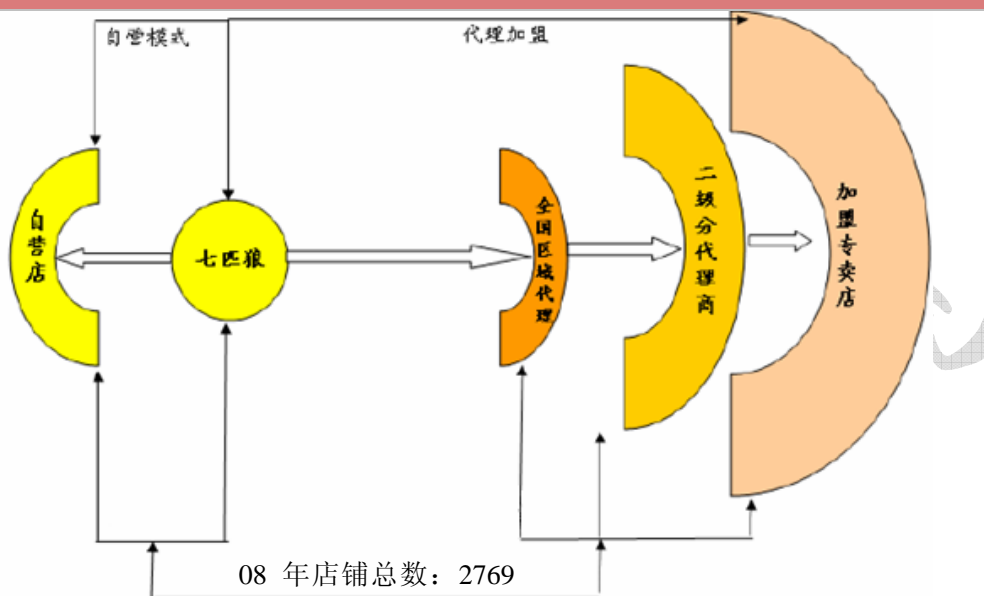 自营模式
代理加盟
自营店
七匹狼
全国区域代理
二级分代理商
加盟专卖店
08 年店铺总数：2769